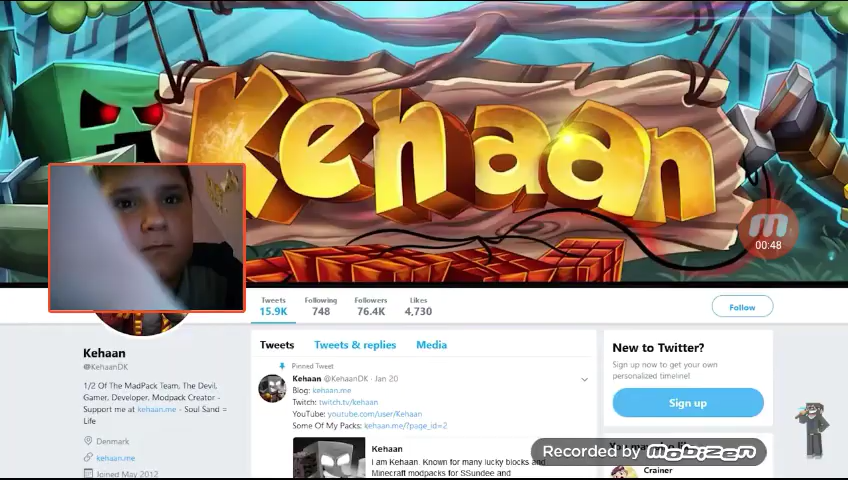 Kehaan
M
00:48
Tweets Following Followers Likes
15.9K 748 76.4K 4,730
Follow
Kehaan
@KehaanDK
1/2 Of The MadPack Team, The Devil,
Gamer, Developer, Modpack Creator -
Support me at kehaan.me - Soul Sand =
Life
Denmark
kehaan.me
Joined May 2012
Tweets Tweets & replies Media
Pinned Tweet
Kehaan @KehaanDK · Jan 20
Blog: kehaan.me
Twitch: twitch.tv/kehaan
YouTube: youtube.com/user/Kehaan
Some Of My Packs: kehaan.me/?page_id=2
Kehaan
I am Kehaan. Known for many lucky blocks and
Minecraft modpacks for SSundee and
New to Twitter?
Sign up now to get your own
personalized timeline!
Sign up
You may also like
Crainer
Recorded by mobizen